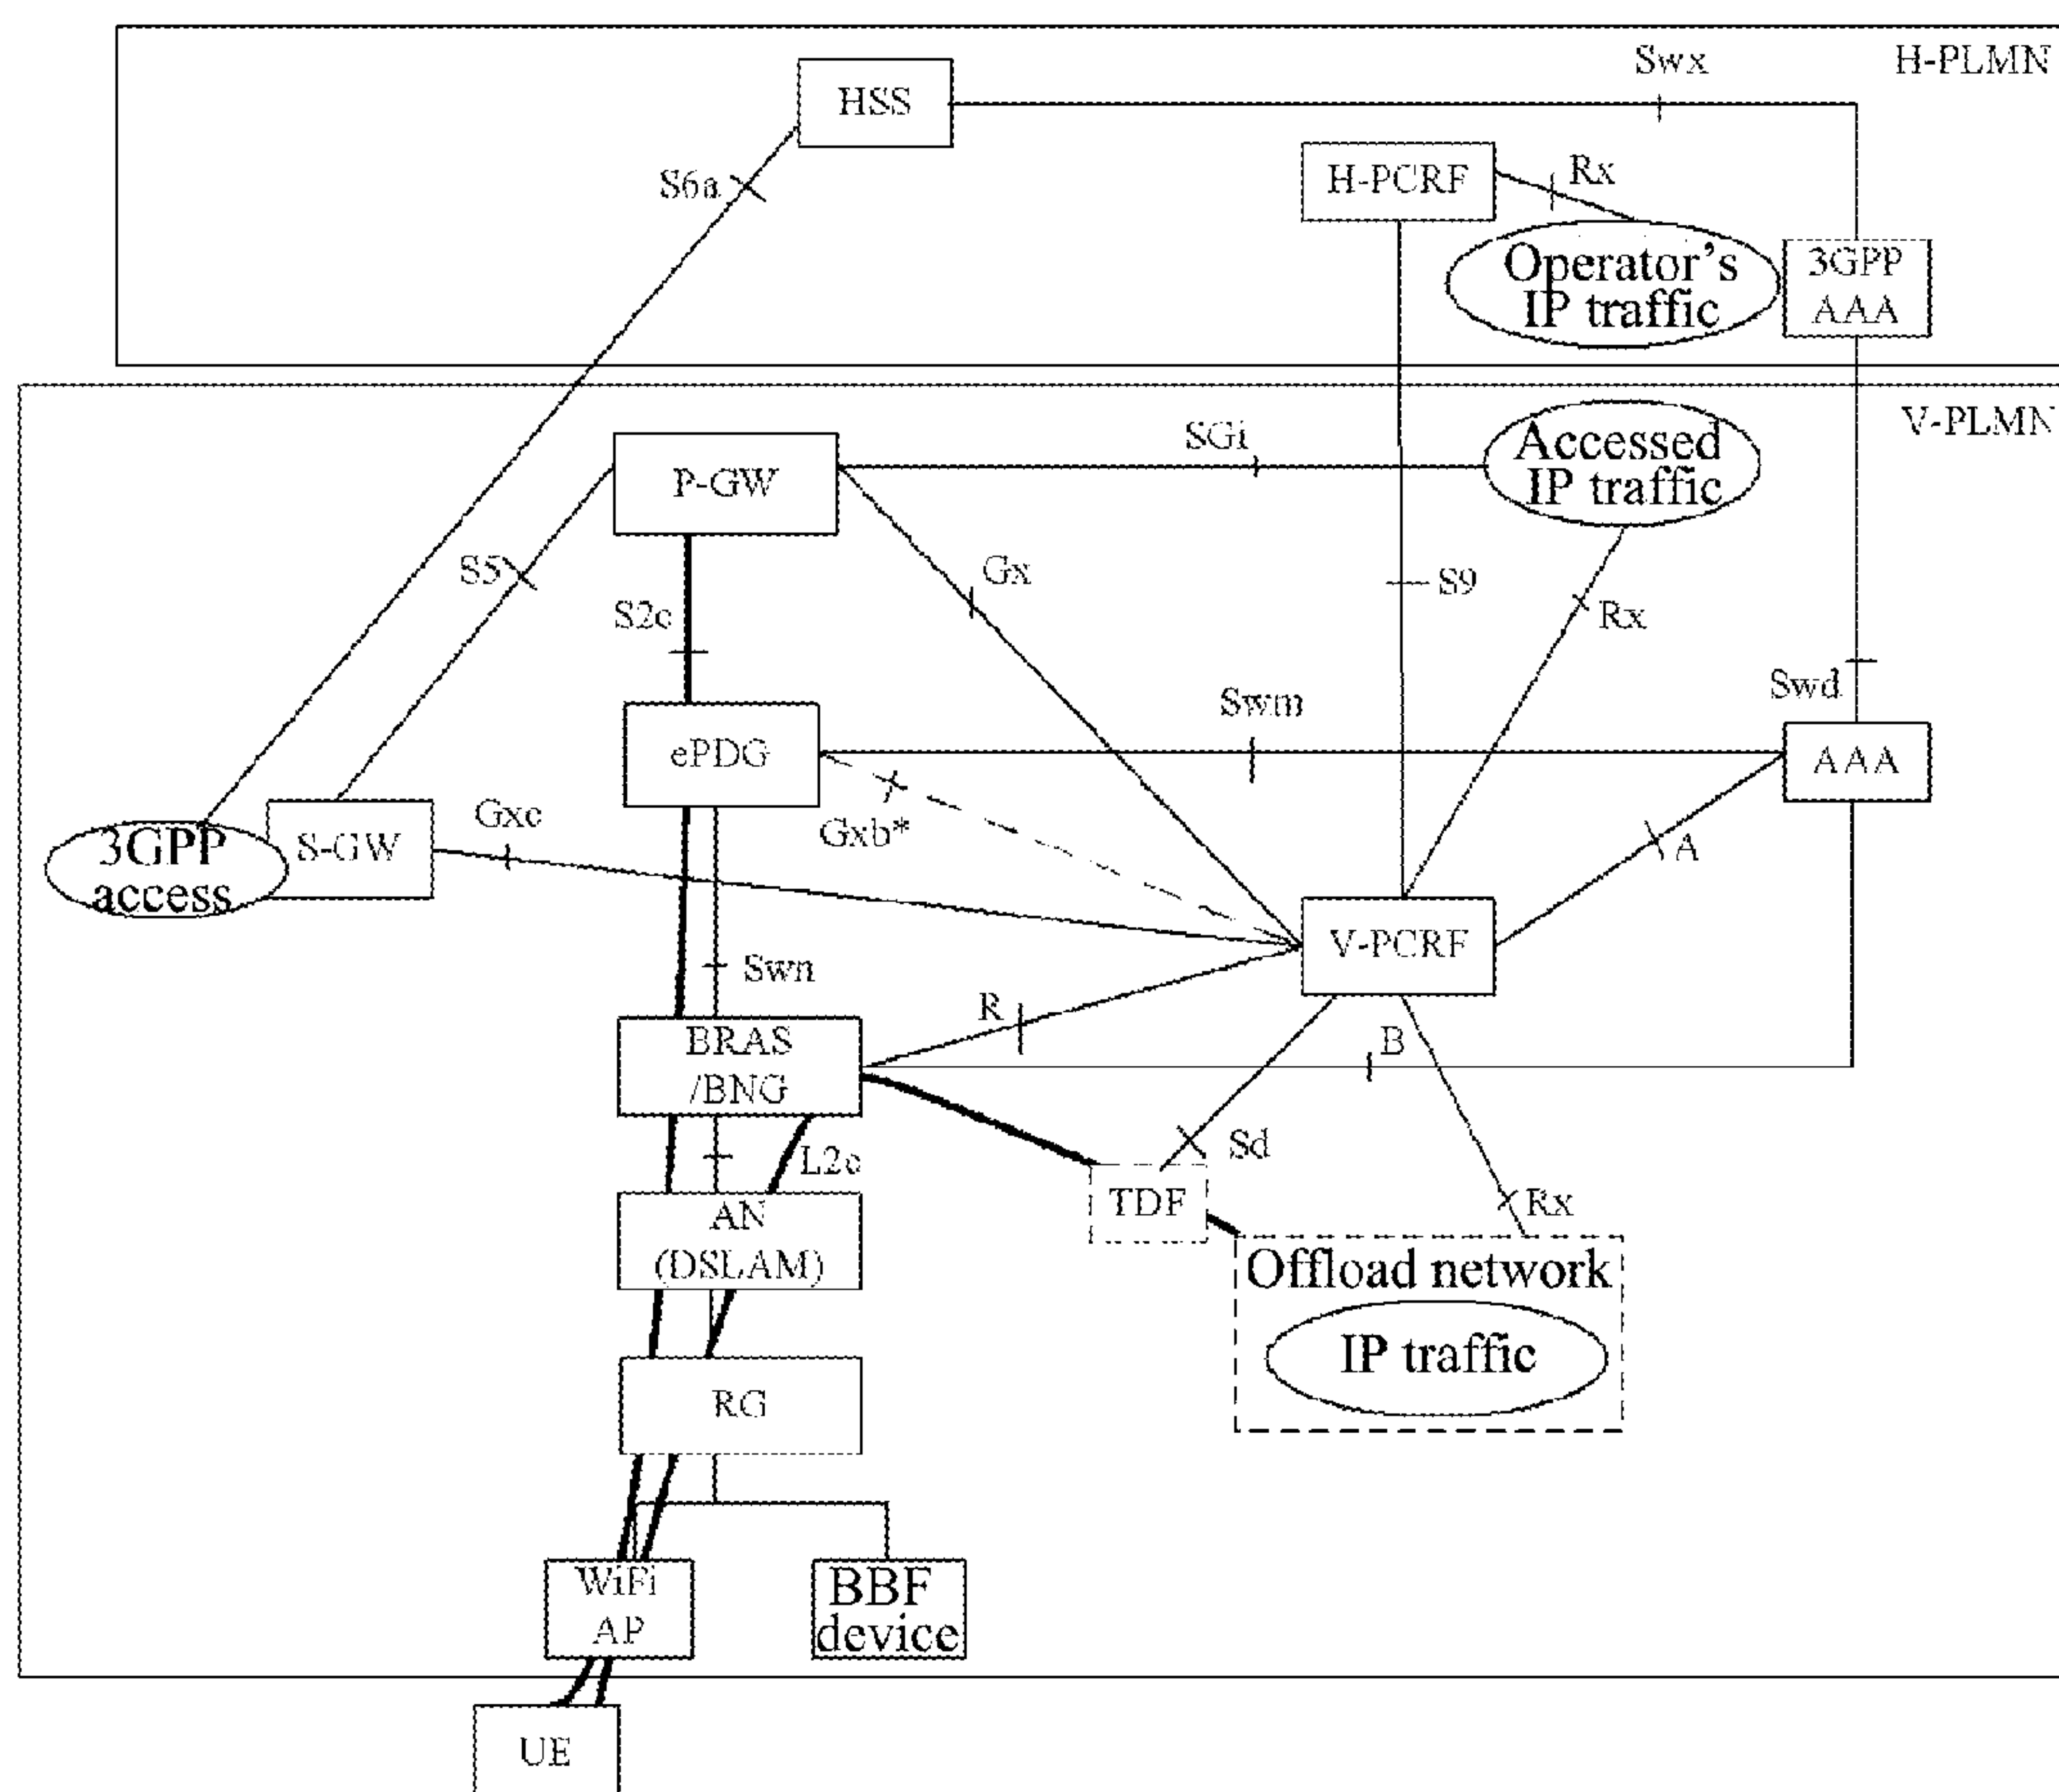 Swx
H-PLMN
HSS
S6a
H-PCRF
Rx
Operator's
IP traffic
3GPP
AAA
V-PLMN
SGi
Accessed
IP traffic
P-GW
S5
Gx
S9
S2c
Rx
Swd
Swm
ePDG
AAA
Gxc
Gxb*
3GPP
access
S-GW
A
V-PCRF
Swn
R
BRAS
/BNG
B
L2c
Sd
TDF
Rx
AN
(DSLAM)
Offload network
IP traffic
RG
WiFi
AP
BBF
device
UE